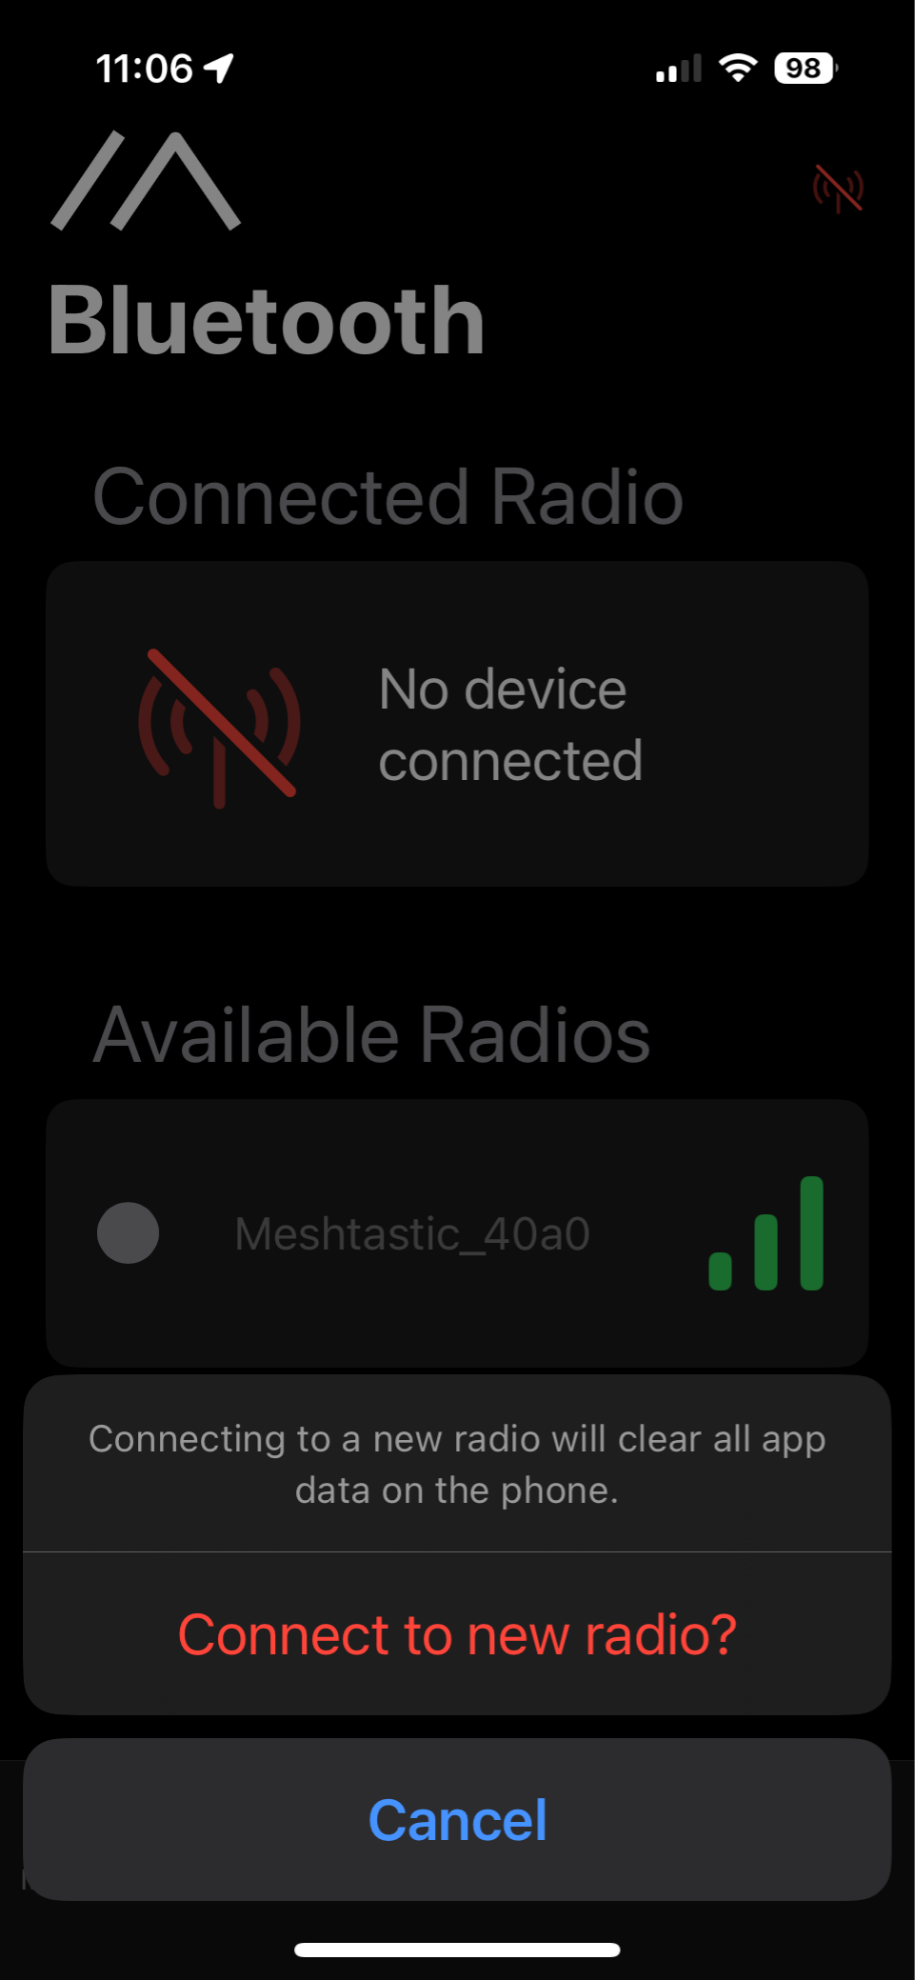 11:06
98
Bluetooth
Connected Radio
No device
connected
Available Radios
Meshtastic_40a0
Connecting to a new radio will clear all app
data on the phone.
Connect to new radio?
Cancel